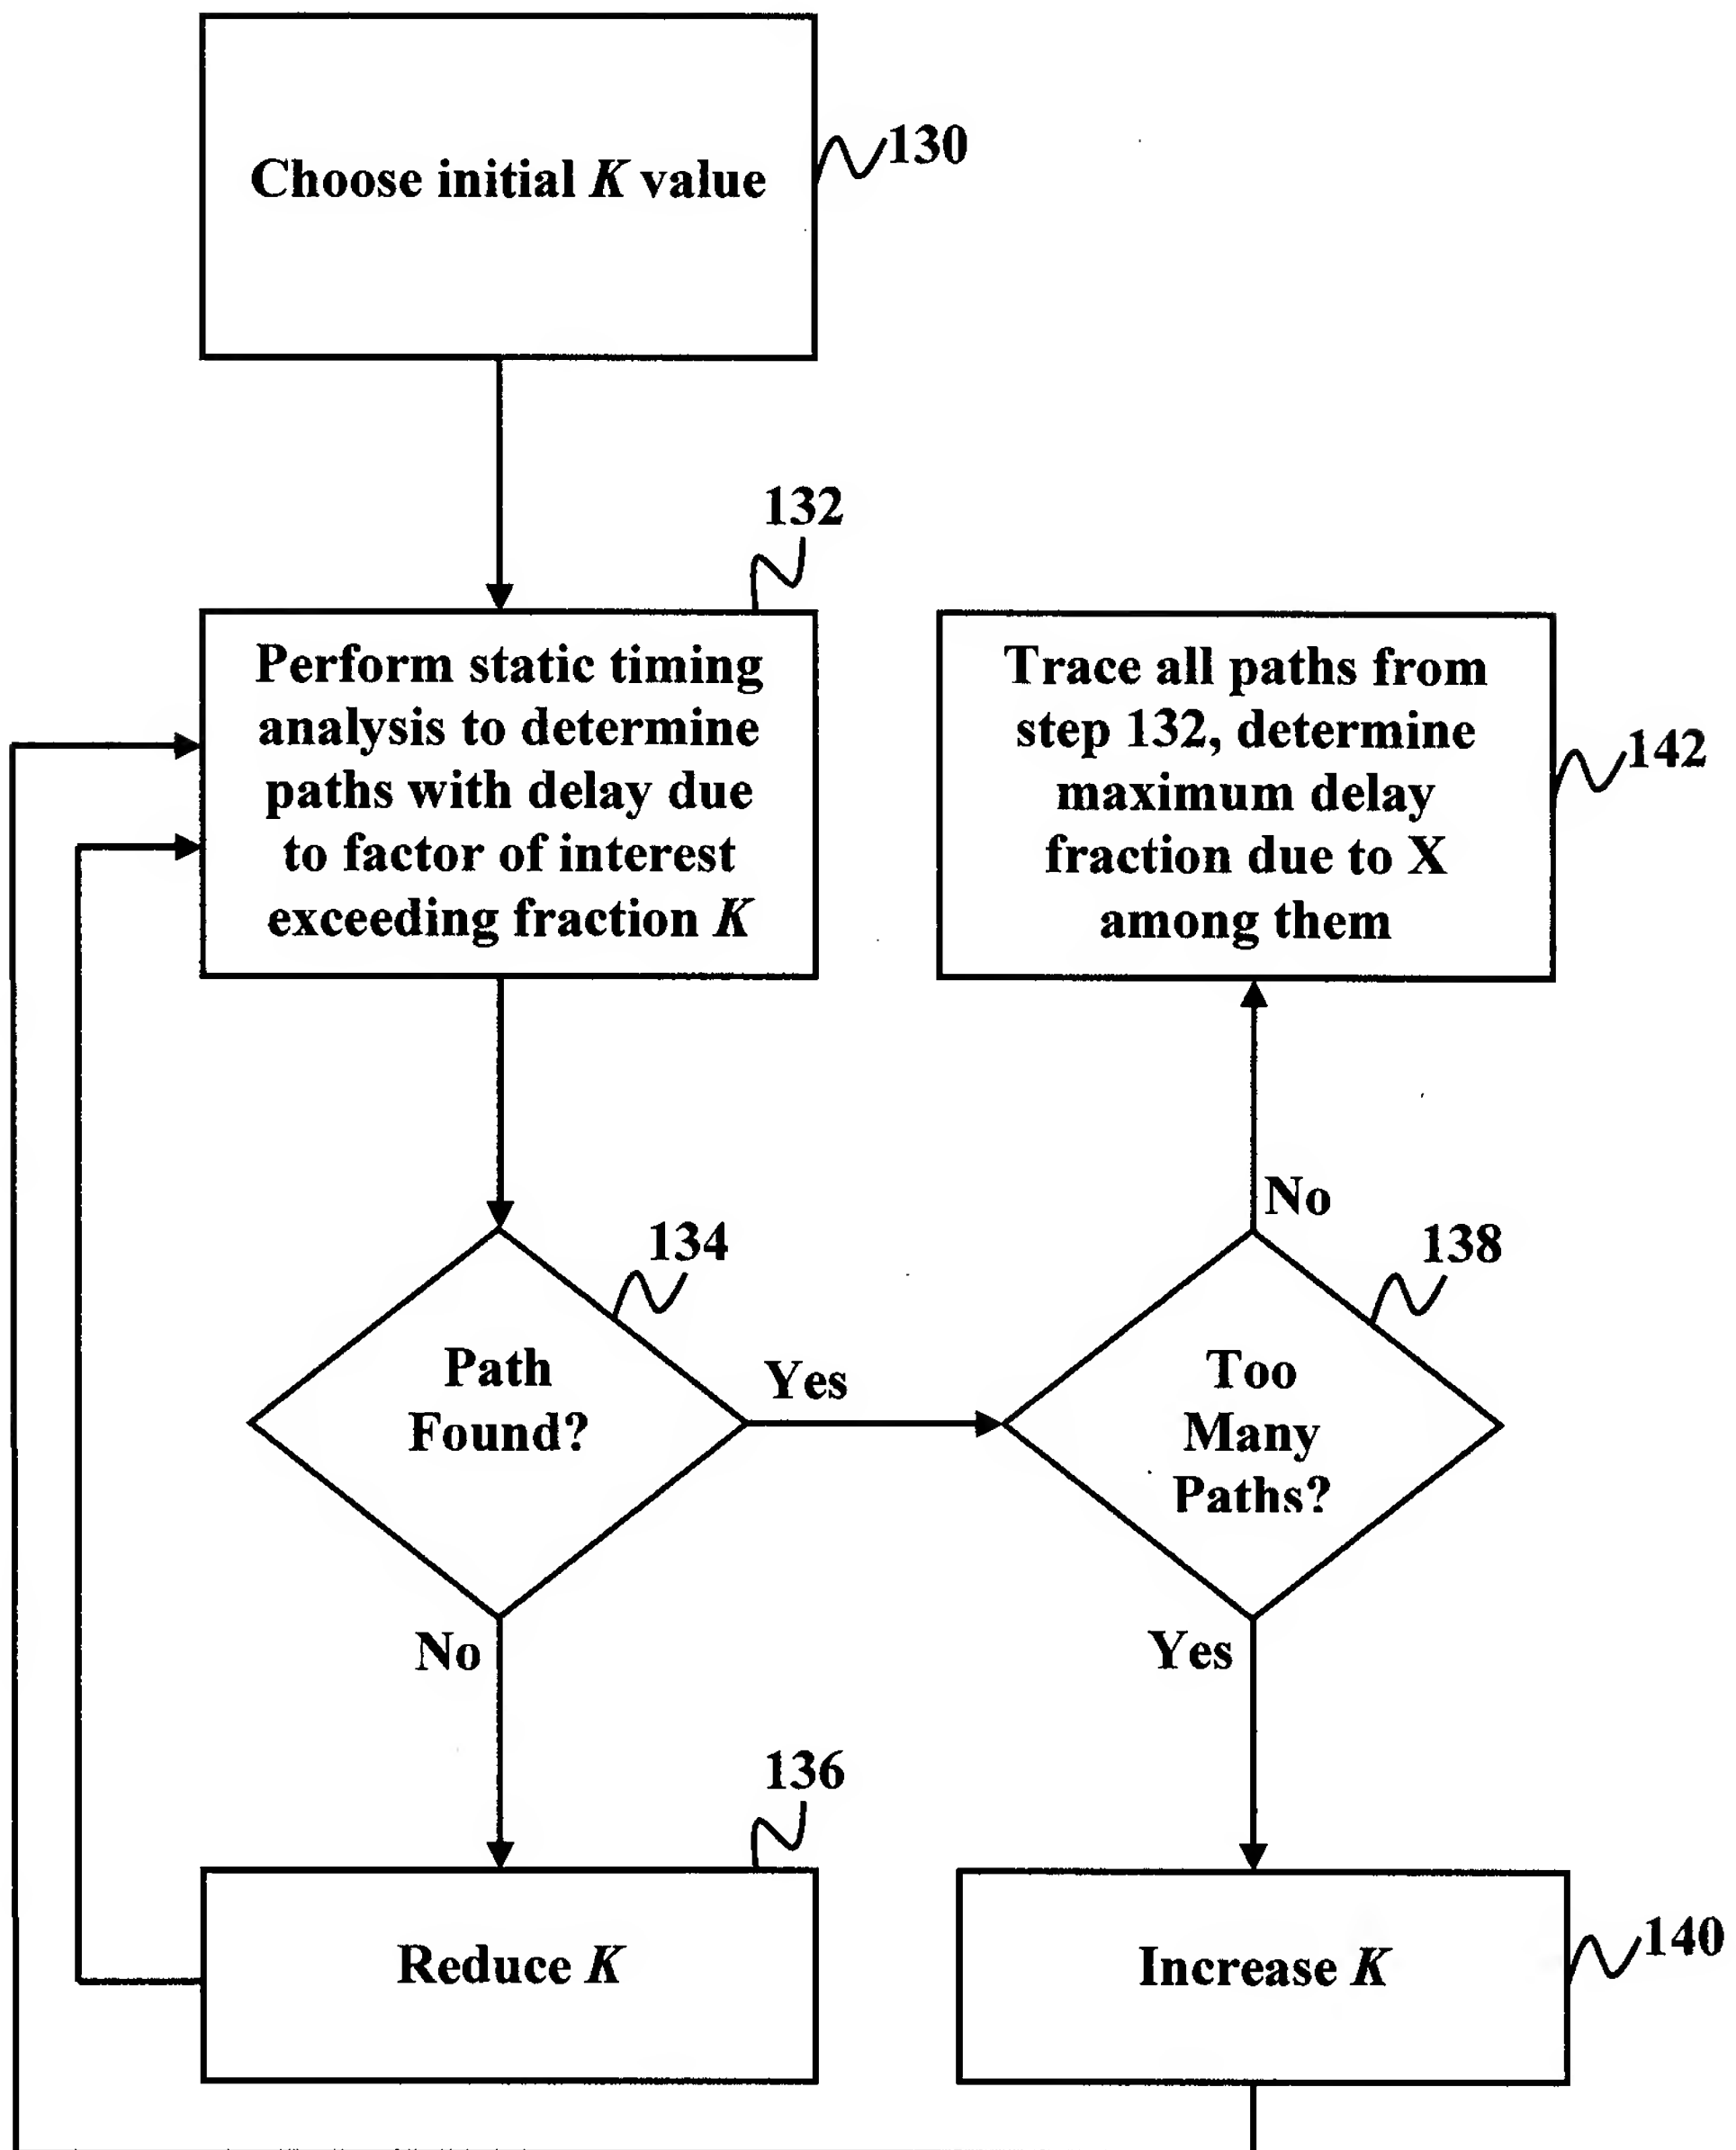 Choose initial K value
130
132
Perform static timing
analysis to determine
paths with delay due
to factor of interest
exceeding fraction K
Trace all paths from
step 132, determine
maximum delay
fraction due to X
among them
142
No
134
Path
Found?
Yes
138
Too
Many
Paths?
No
Yes
136
Reduce K
Increase K
140